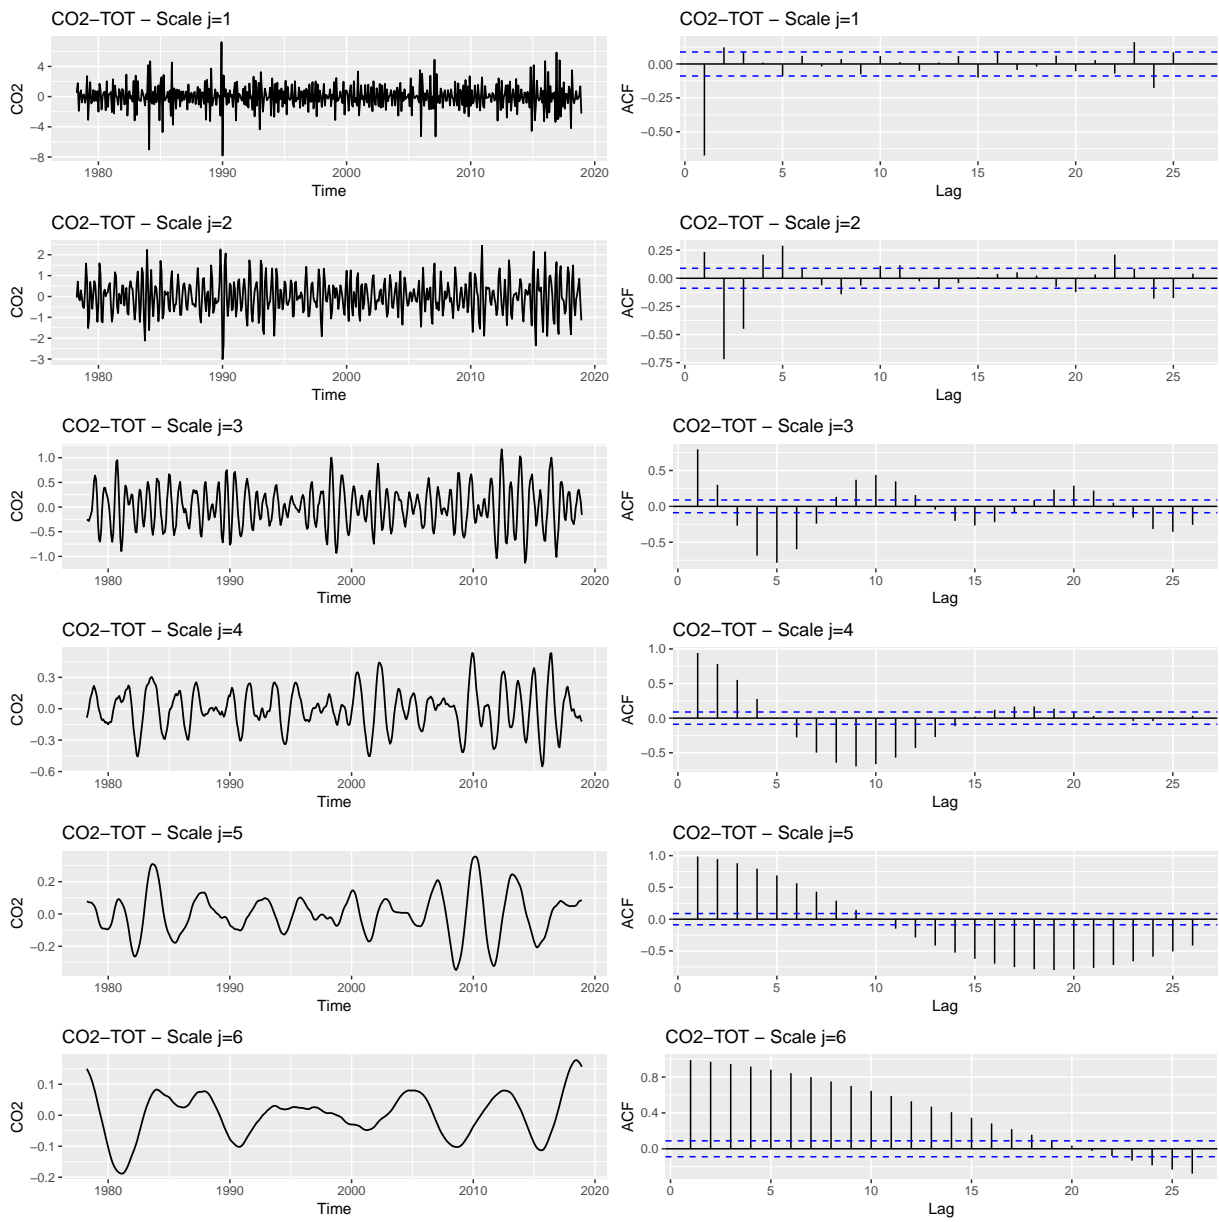 CO2−TOT − Scale j=1
CO2
4
0
−4
−8
1980 1990 2000 2010 2020
Time
CO2−TOT − Scale j=1
ACF
0.00
−0.25
−0.50
0 5 10 15 20 25
Lag
CO2−TOT − Scale j=2
CO2
2
1
0
−1
−2
−3
1980 1990 2000 2010 2020
Time
CO2−TOT − Scale j=2
ACF
0.25
0.00
−0.25
−0.50
−0.75
0 5 10 15 20 25
Lag
CO2−TOT − Scale j=3
CO2
1.0
0.5
0.0
−0.5
−1.0
1980 1990 2000 2010 2020
Time
CO2−TOT − Scale j=3
ACF
0.5
0.0
−0.5
0 5 10 15 20 25
Lag
CO2−TOT − Scale j=4
CO2
0.3
0.0
−0.3
−0.6
1980 1990 2000 2010 2020
Time
CO2−TOT − Scale j=4
ACF
1.0
0.5
0.0
−0.5
0 5 10 15 20 25
Lag
CO2−TOT − Scale j=5
CO2
0.2
0.0
−0.2
1980 1990 2000 2010 2020
Time
CO2−TOT − Scale j=5
ACF
1.0
0.5
0.0
−0.5
0 5 10 15 20 25
Lag
CO2−TOT − Scale j=6
CO2
0.1
0.0
−0.1
−0.2
1980 1990 2000 2010 2020
Time
CO2−TOT − Scale j=6
ACF
0.8
0.4
0.0
0 5 10 15 20 25
Lag